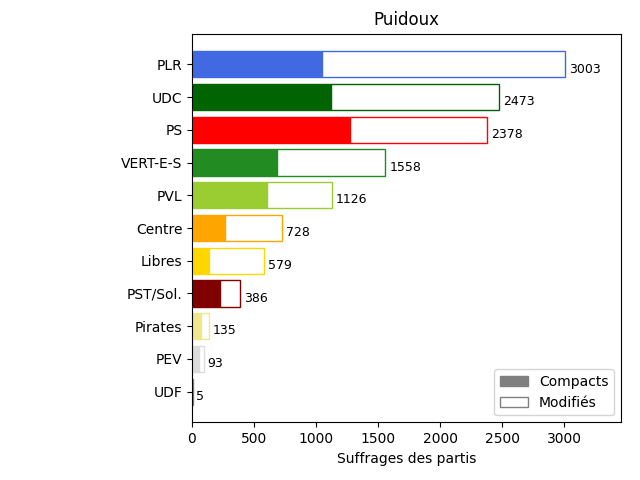 Puidoux
PLR 3003
UDC 2473
PS 2378
VERT-E-S 1558
PVL 1126
Centre 728
Libres 579
PST/Sol. 386
Pirates 135
PEV 93
UDF 5
Compacts
Modifiés
0 500 1000 1500 2000 2500 3000
Suffrages des partis